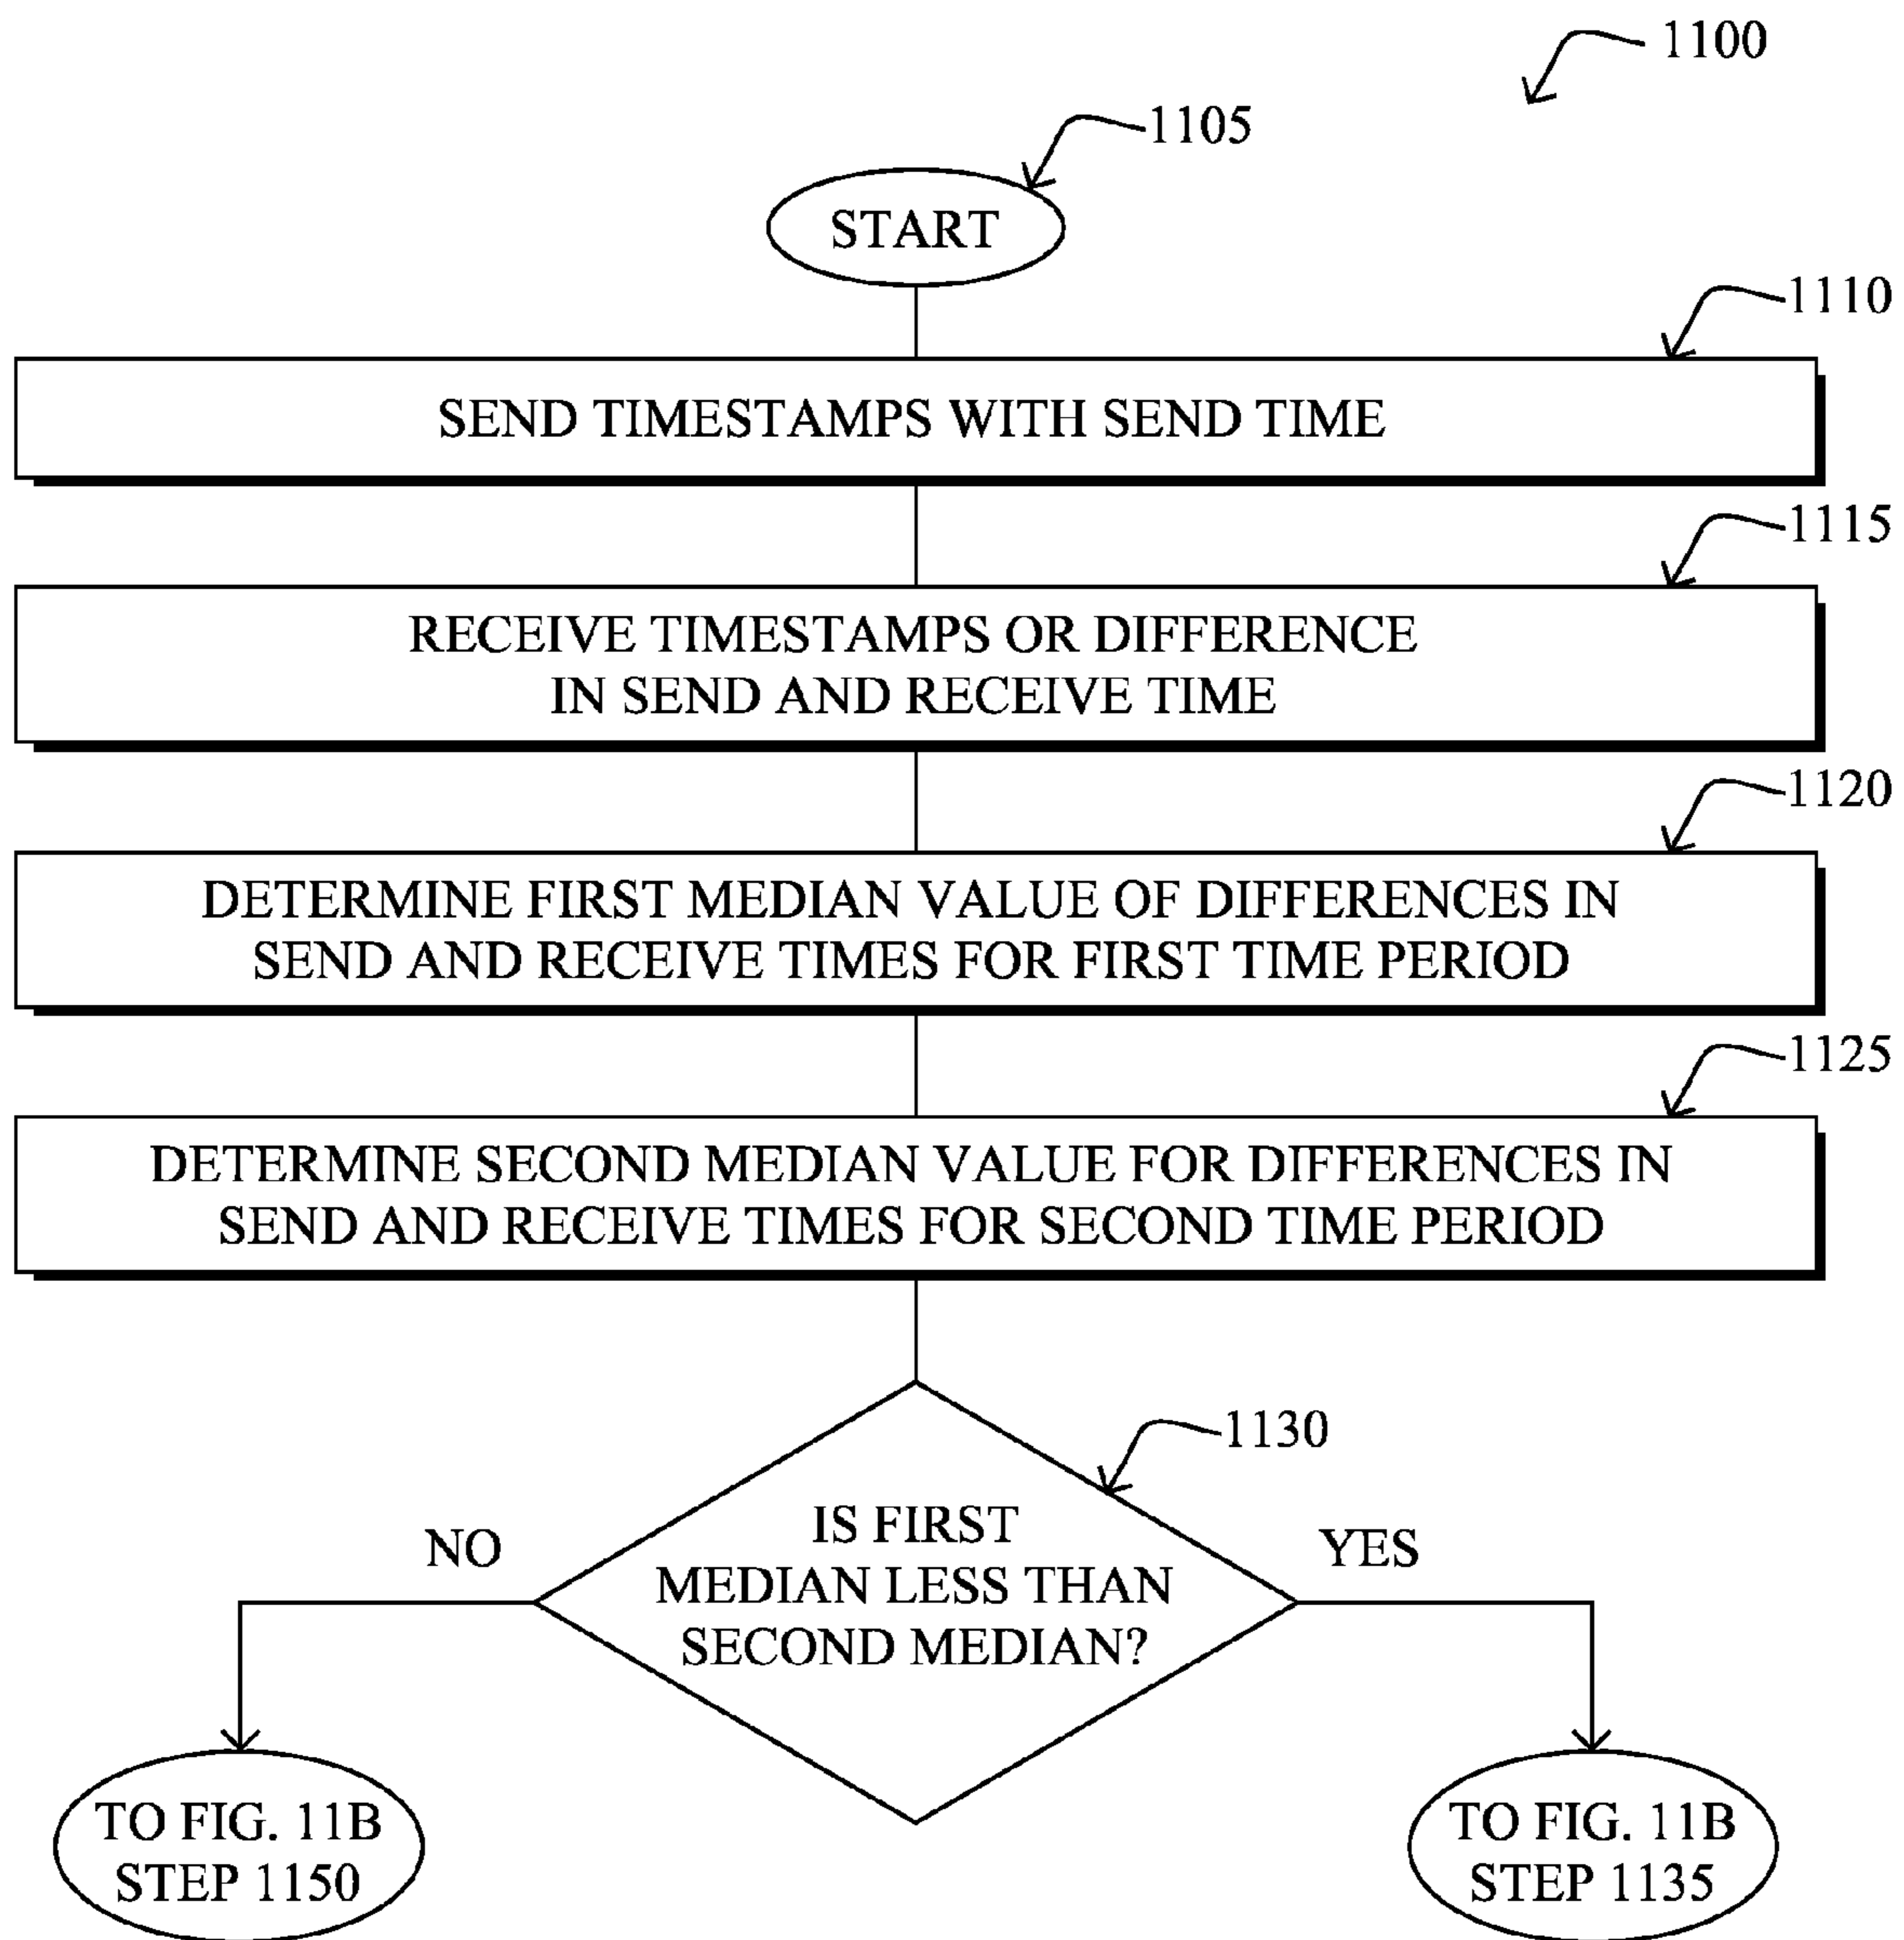 1100
1105
START
1110
SEND TIMESTAMPS WITH SEND TIME
1115
RECEIVE TIMESTAMPS OR DIFFERENCE
IN SEND AND RECEIVE TIME
1120
DETERMINE FIRST MEDIAN VALUE OF DIFFERENCES IN
SEND AND RECEIVE TIMES FOR FIRST TIME PERIOD
1125
DETERMINE SECOND MEDIAN VALUE FOR DIFFERENCES IN
SEND AND RECEIVE TIMES FOR SECOND TIME PERIOD
1130
IS FIRST
MEDIAN LESS THAN
SECOND MEDIAN?
NO
YES
TO FIG. 11B
STEP 1150
TO FIG. 11B
STEP 1135